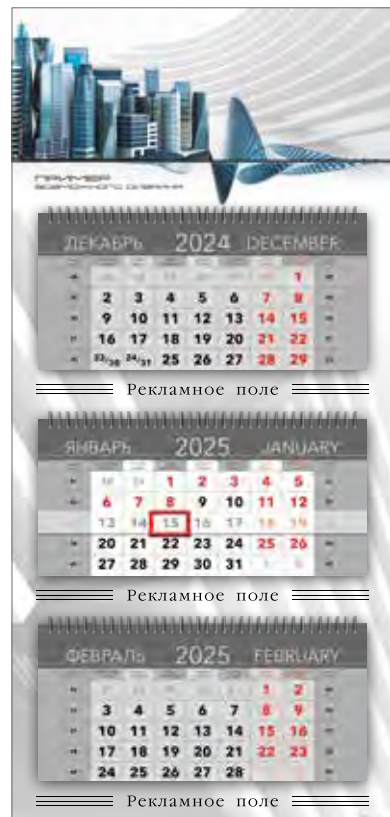 ПРИМЕР
ВОЗМОЖНОГО ДИЗАЙНА
ДЕКАБРЬ 2024 DECEMBER
1
2 3 4 5 6 7 8
9 10 11 12 13 14 15
16 17 18 19 20 21 22
23/30 24/31 25 26 27 28 29
Рекламное поле
ЯНВАРЬ 2025 JANUARY
1 2 3 4 5
6 7 8 9 10 11 12
13 14 15 16 17 18 19
20 21 22 23 24 25 26
27 28 29 30 31
Рекламное поле
ФЕВРАЛЬ 2025 FEBRUARY
1 2
3 4 5 6 7 8 9
10 11 12 13 14 15 16
17 18 19 20 21 22 23
24 25 26 27 28
Рекламное поле